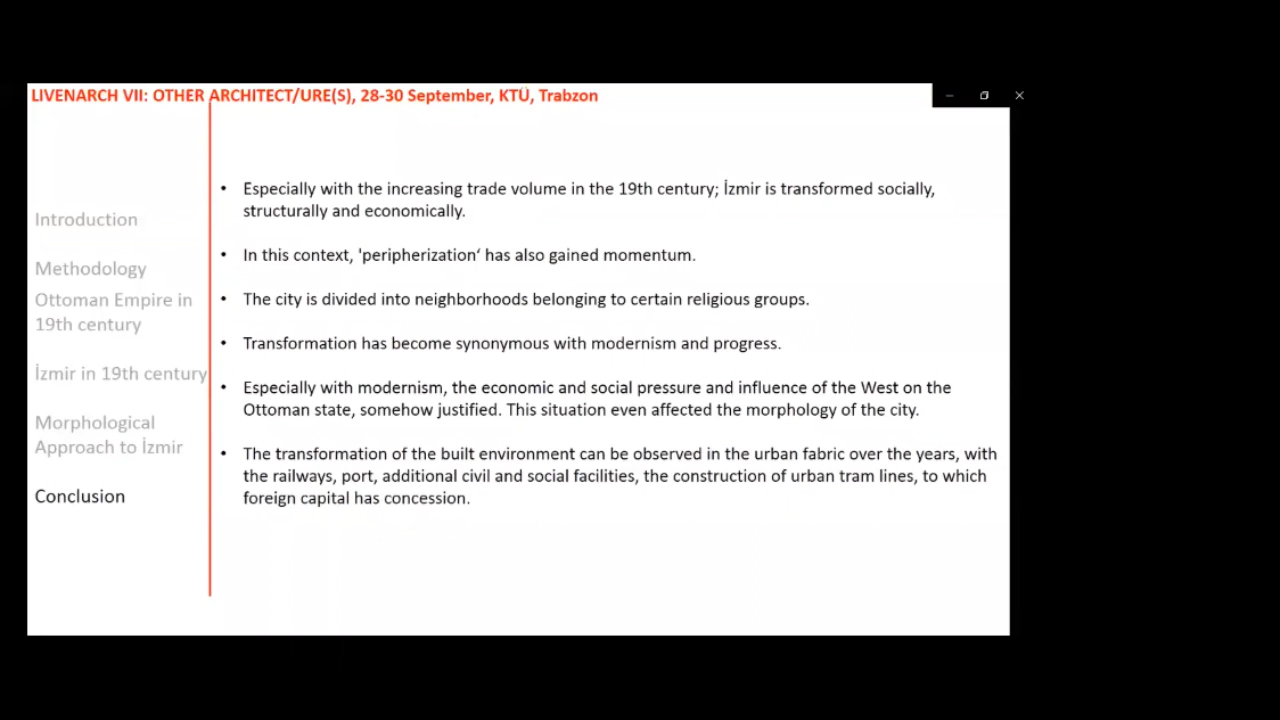 LIVENARCH VII: OTHER ARCHITECT/URE(S), 28-30 September, KTÜ, Trabzon
Introduction
Methodology
Ottoman Empire in
19th century
İzmir in 19th century
Morphological
Approach to İzmir
Conclusion
• Especially with the increasing trade volume in the 19th century; İzmir is transformed socially,
structurally and economically.
• In this context, 'peripherization‘ has also gained momentum.
• The city is divided into neighborhoods belonging to certain religious groups.
• Transformation has become synonymous with modernism and progress.
• Especially with modernism, the economic and social pressure and influence of the West on the
Ottoman state, somehow justified. This situation even affected the morphology of the city.
• The transformation of the built environment can be observed in the urban fabric over the years, with
the railways, port, additional civil and social facilities, the construction of urban tram lines, to which
foreign capital has concession.